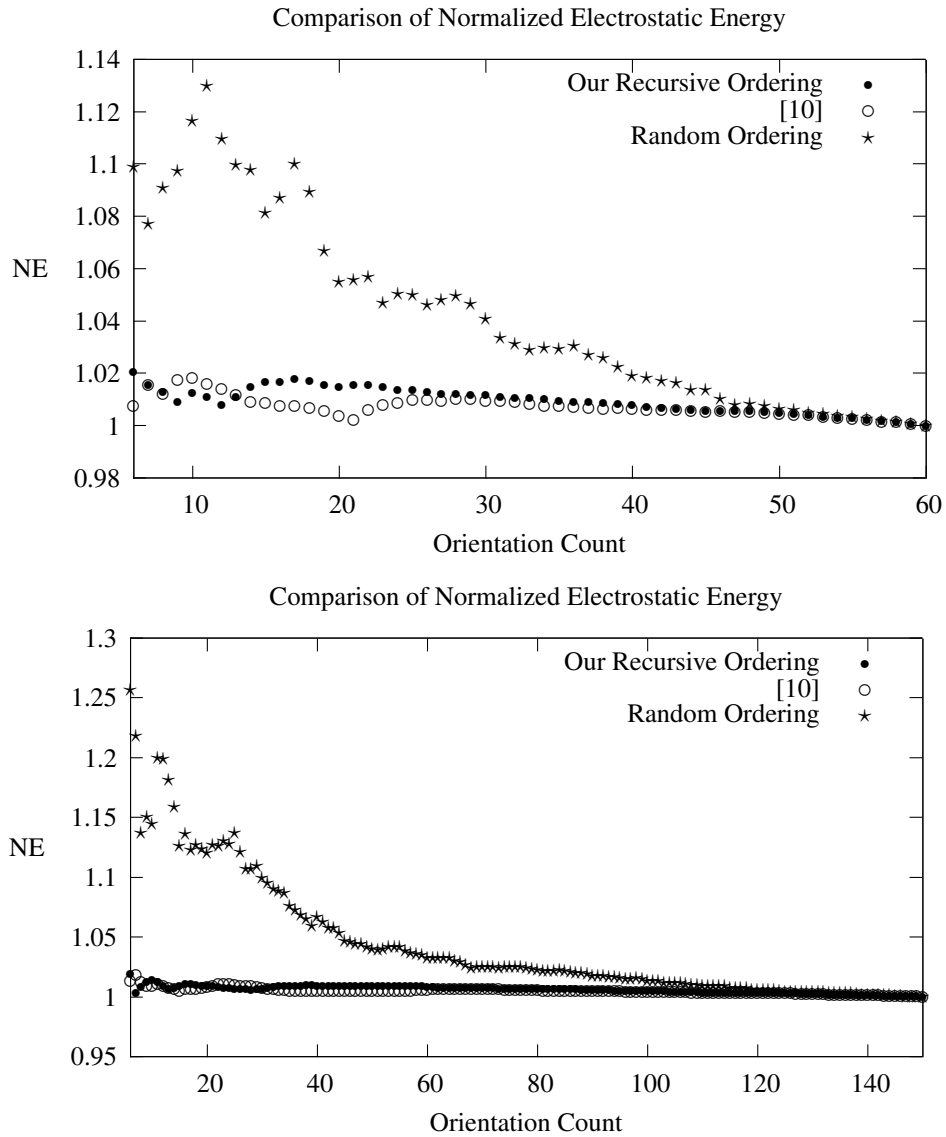 Comparison of Normalized Electrostatic Energy
1.14
Our Recursive Ordering
1.12
[10]
Random Ordering
1.1
1.08
1.06
NE
1.04
1.02
1
0.98
10 20 30 40 50 60
Orientation Count
Comparison of Normalized Electrostatic Energy
1.3
Our Recursive Ordering
[10]
1.25
Random Ordering
1.2
1.15
NE
1.1
1.05
1
0.95
20 40 60 80 100 120 140
Orientation Count